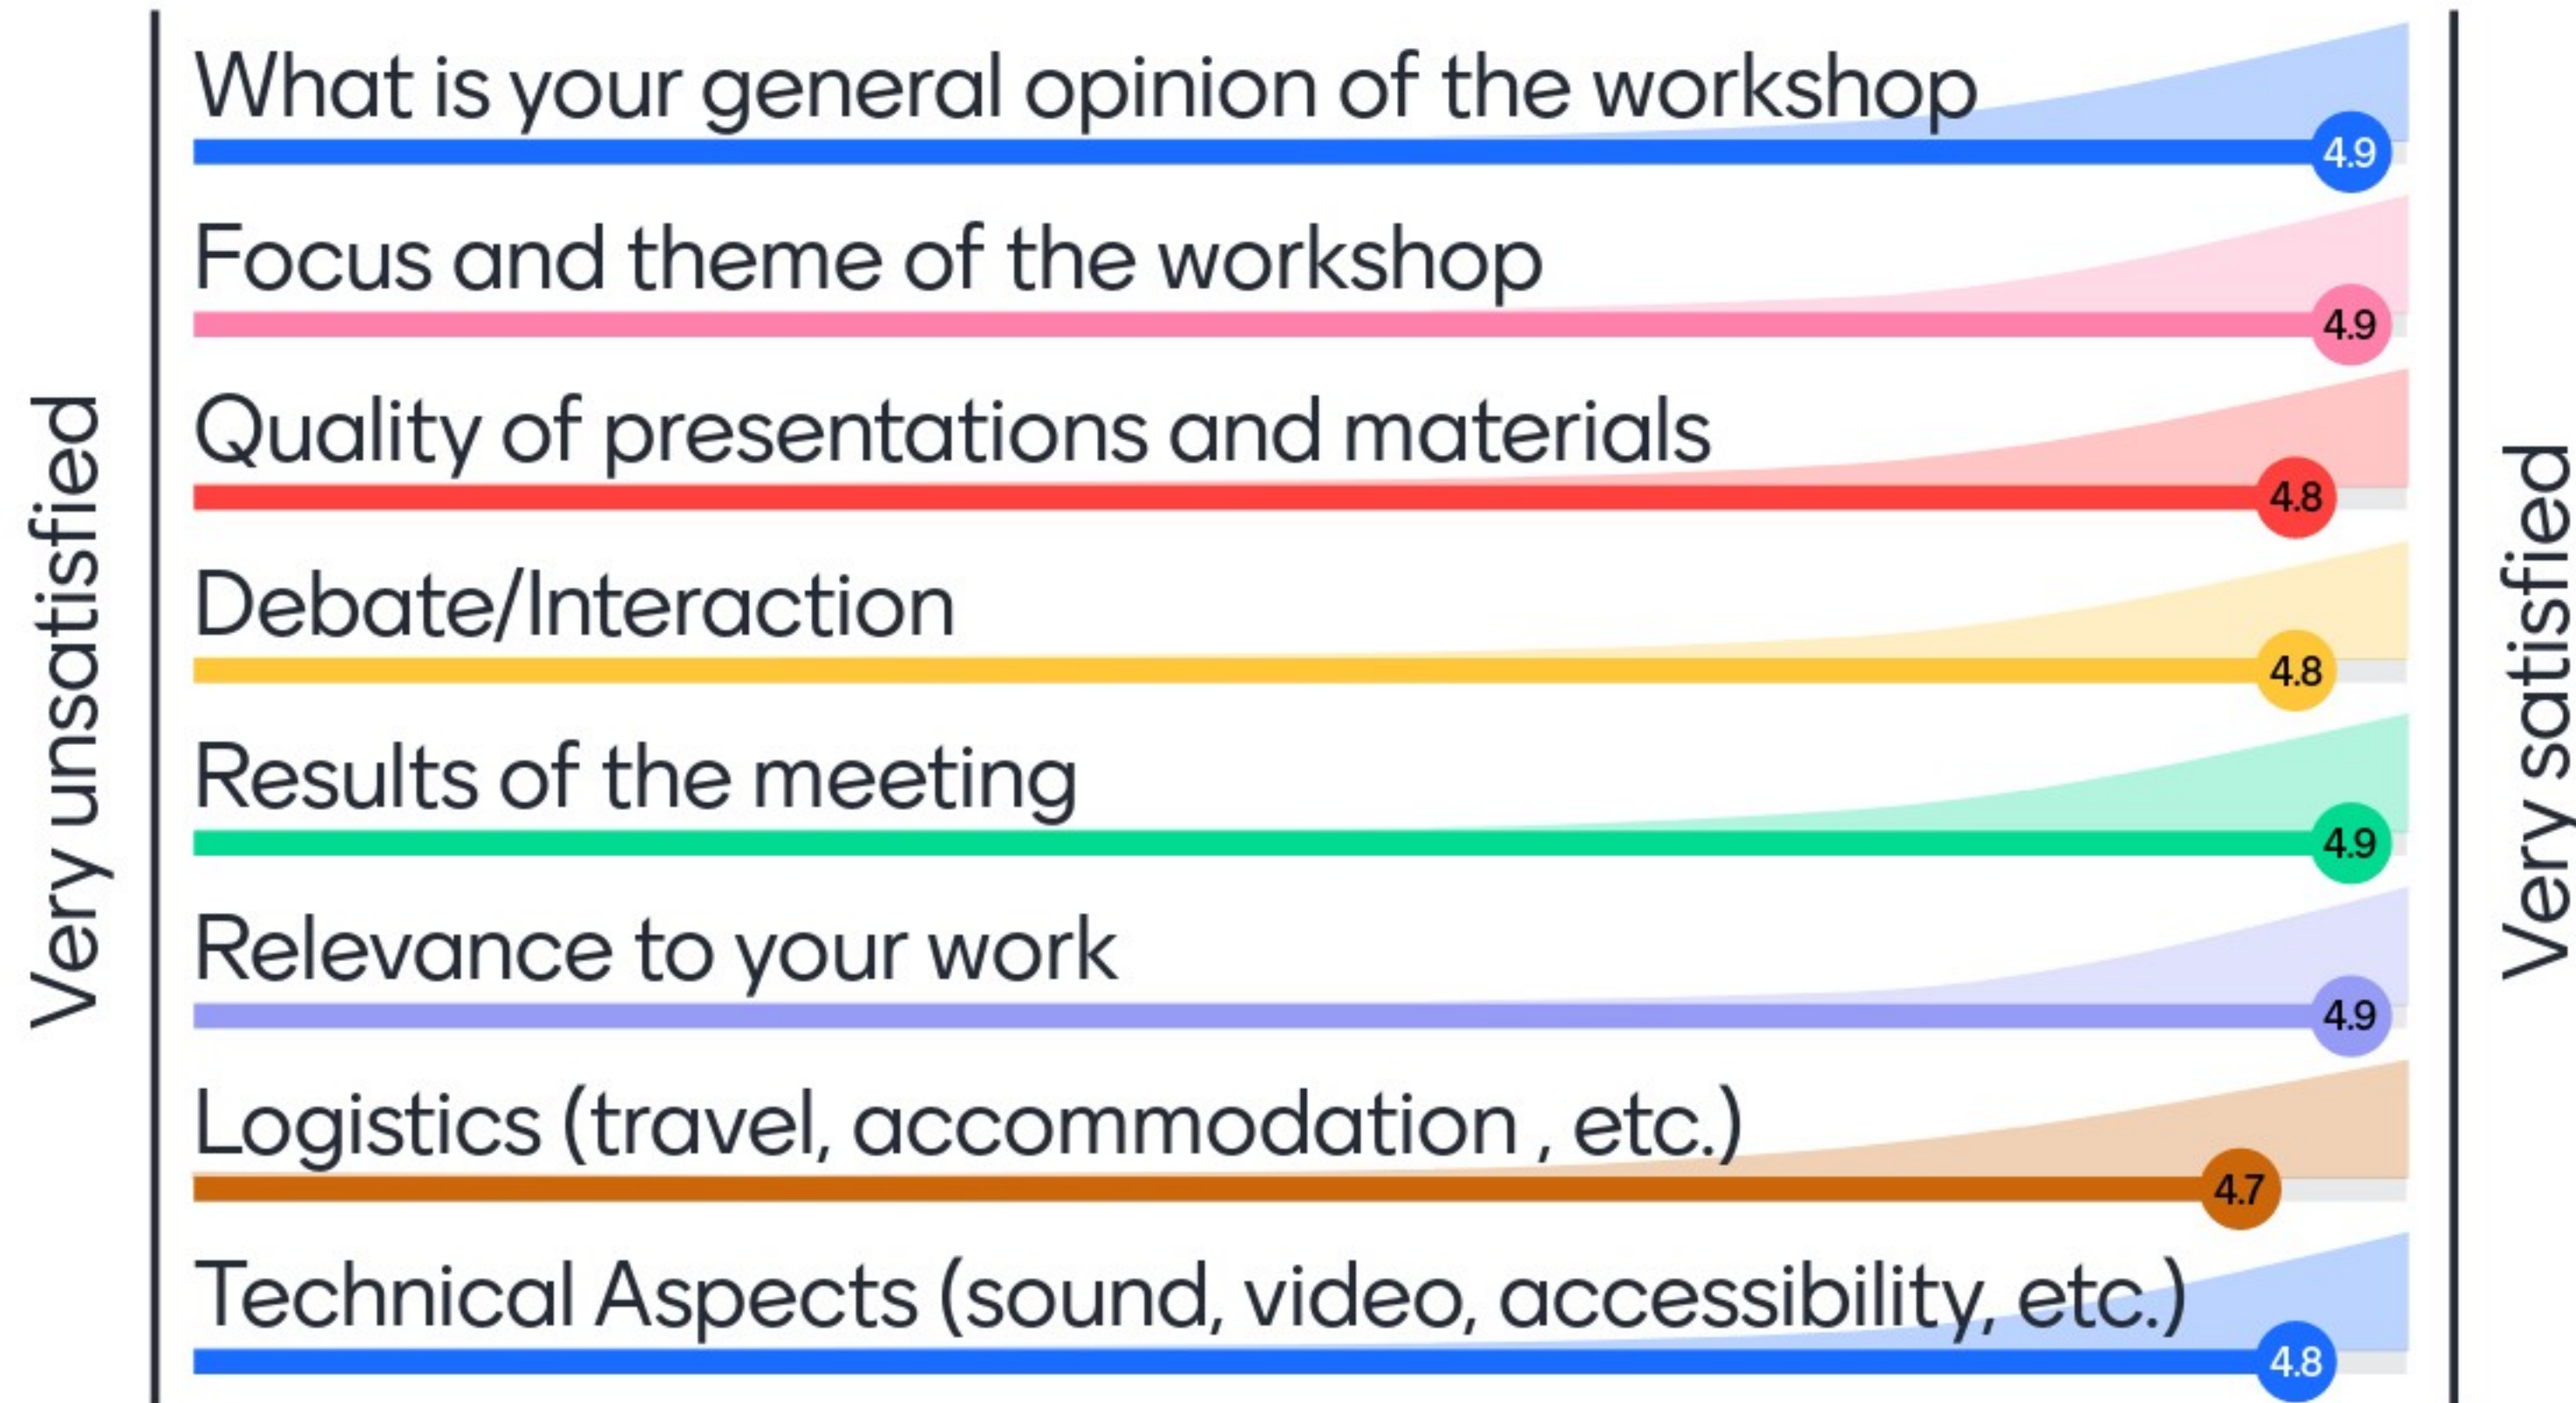 Very unsatisfied
What is your general opinion of the workshop
4.9
Focus and theme of the workshop
4.9
Quality of presentations and materials
4.8
Debate/Interaction
4.8
Results of the meeting
4.9
Relevance to your work
4.9
Logistics (travel, accommodation , etc.)
4.7
Technical Aspects (sound, video, accessibility, etc.)
4.8
Very satisfied